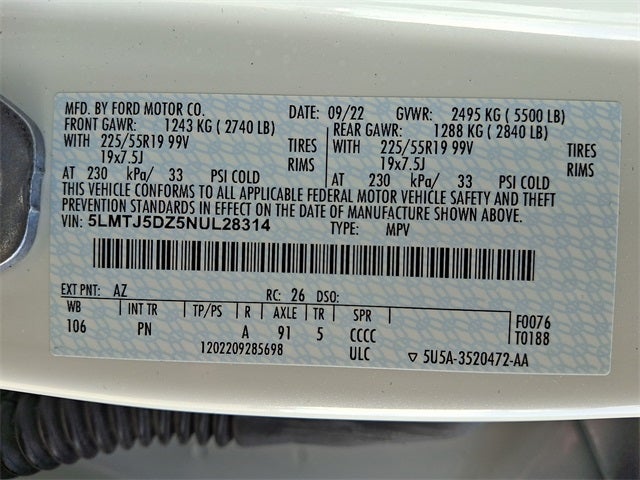 MFD. BY FORD MOTOR CO. DATE: 09/22 GVWR: 2495 KG ( 5500 LB)
FRONT GAWR: 1243 KG ( 2740 LB) REAR GAWR: 1288 KG ( 2840 LB)
WITH 225/55R19 99V TIRES WITH 225/55R19 99V TIRES
19x7.5J RIMS 19x7.5J RIMS
AT 230 kPa/ 33 PSI COLD AT 230 kPa/ 33 PSI COLD
THIS VEHICLE CONFORMS TO ALL APPLICABLE FEDERAL MOTOR VEHICLE SAFETY AND THEFT
PREVENTION STANDARDS IN EFFECT ON THE DATE OF MANUFACTURE SHOWN ABOVE.
VIN: 5LMTJ5DZ5NUL28314 TYPE: MPV
EXT PNT: AZ RC: 26 DSO:
WB INT TR TP/PS R AXLE TR SPR F0076
106 PN A 91 5 CCCC T0188
1202209285698 ULC ▽ 5U5A-3520472-AA